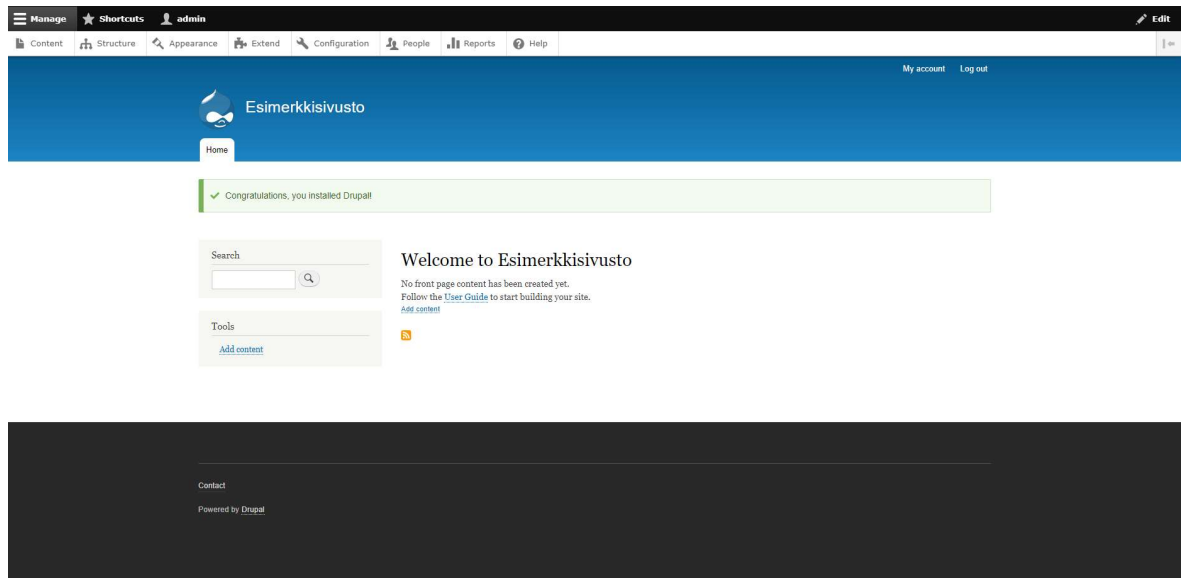 Manage Shortcuts admin Edit
Content Structure Appearance Extend Configuration People Reports Help
My account Log out
Esimerkkisivusto
Home
Congratulations, you installed Drupal!
Search
Tools
Add content
Welcome to Esimerkkisivusto
No front page content has been created yet.
Follow the User Guide to start building your site.
Add content
Contact
Powered by Drupal